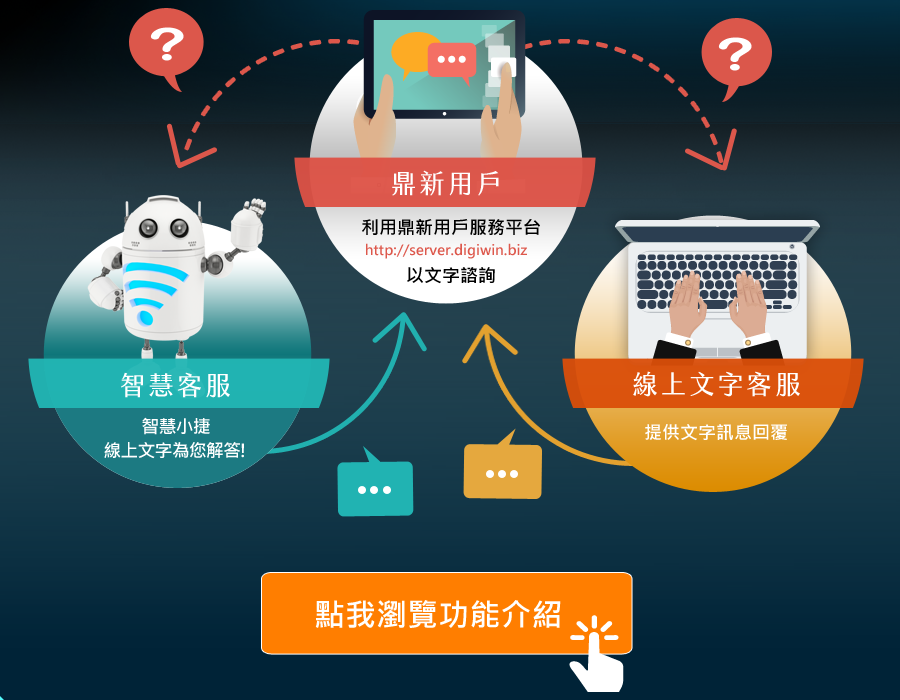 ?
?
鼎新用戶
利用鼎新用戶服務平台
http://server.digiwin.biz
以文字諮詢
智慧客服
智慧小捷
線上文字為您解答!
線上文字客服
提供文字訊息回覆
點我瀏覽功能介紹